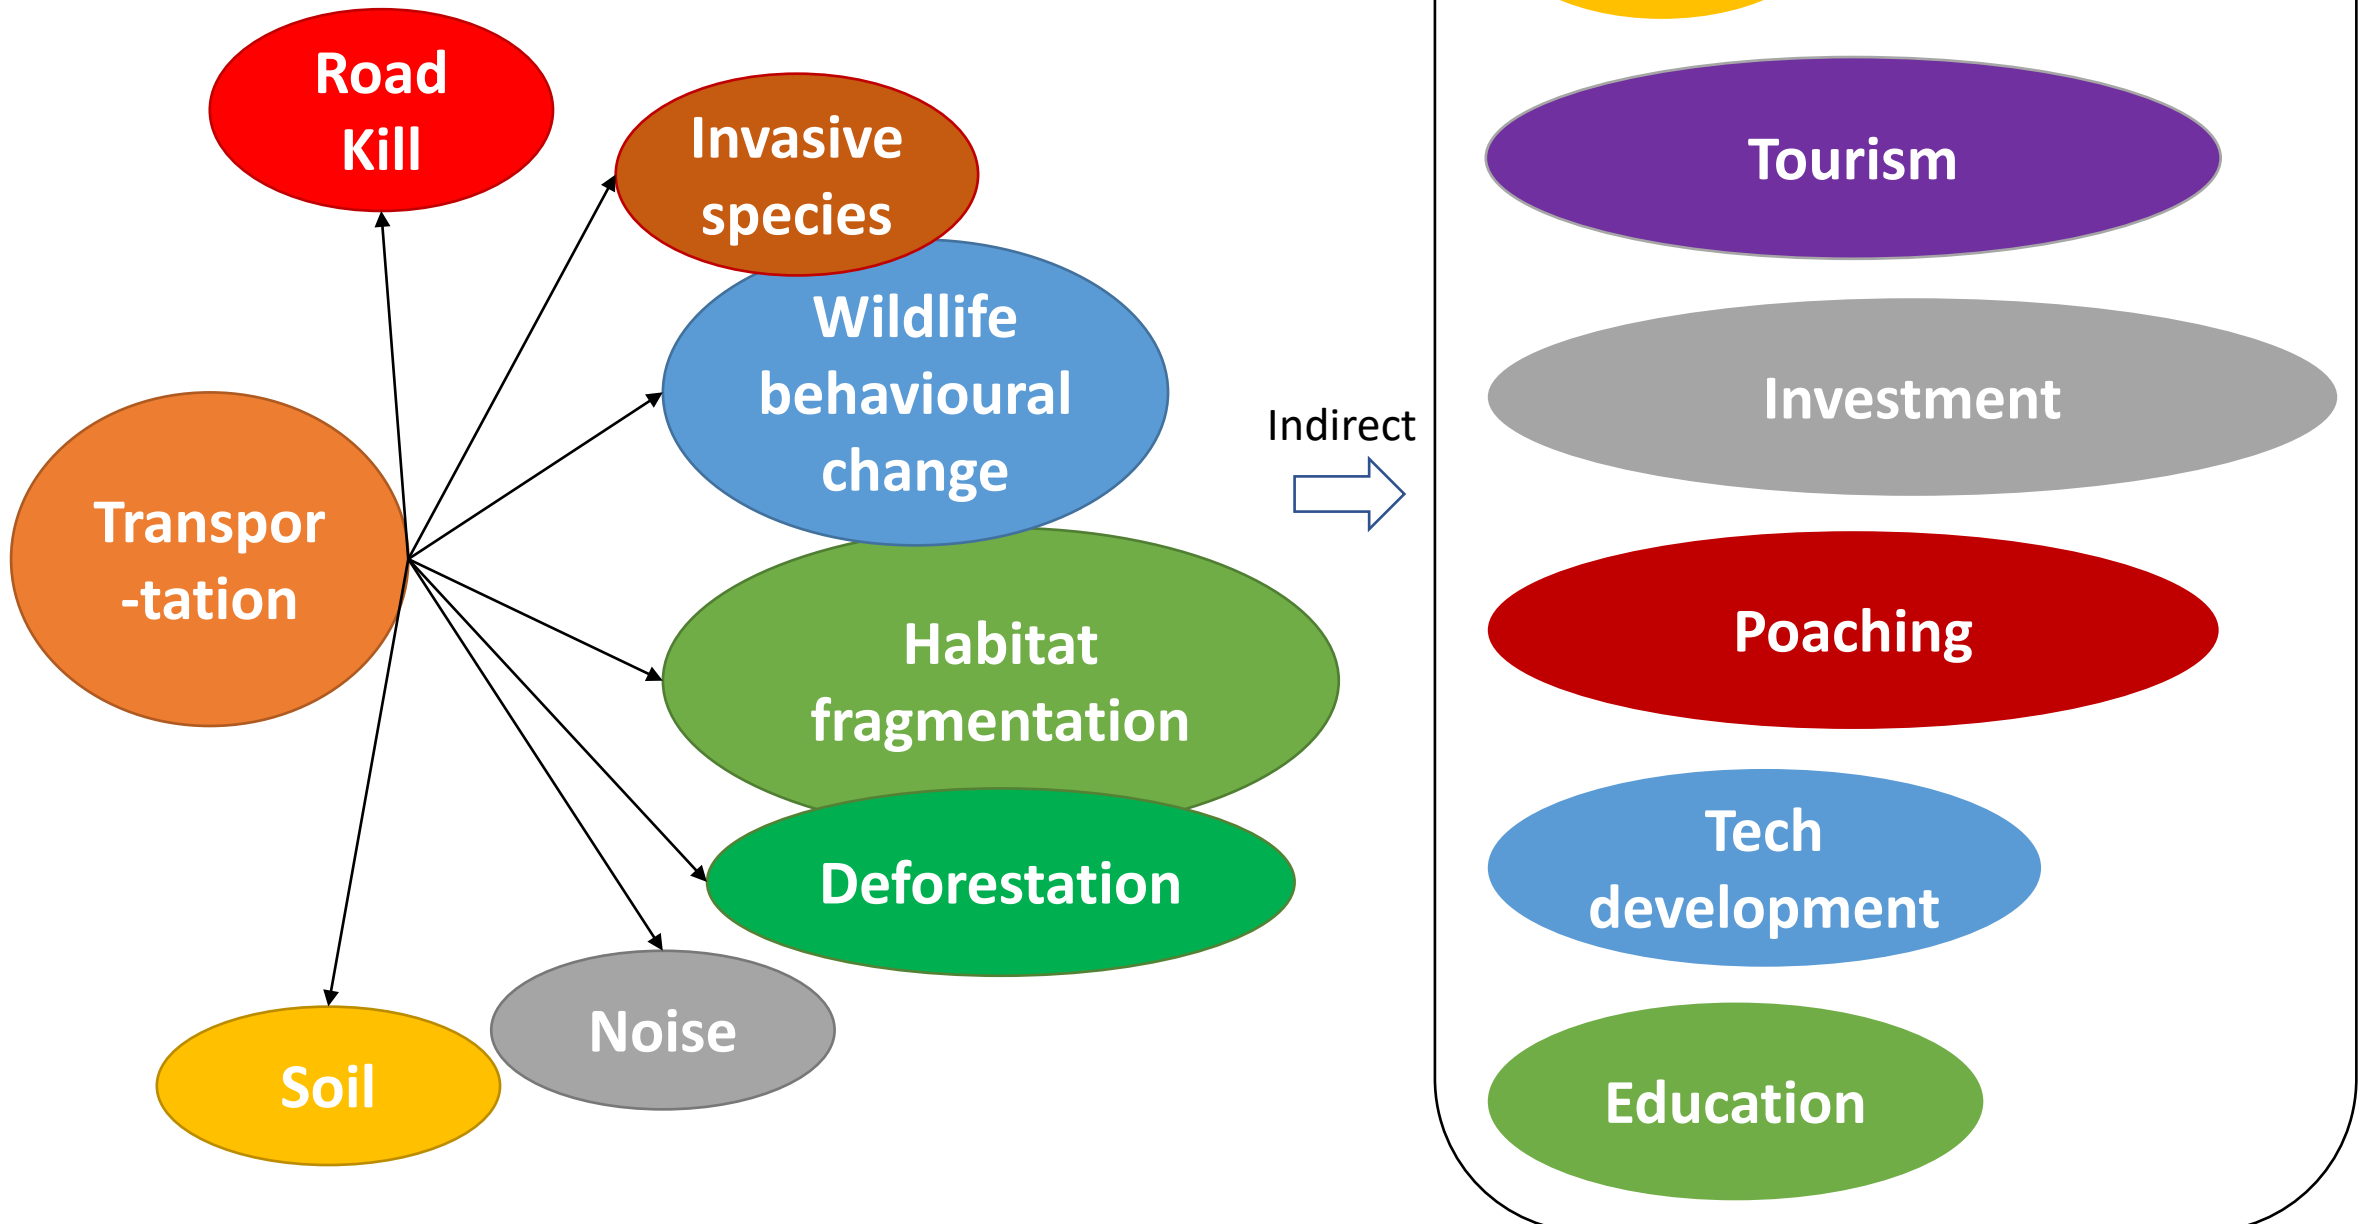 Road
Kill
Invasive
species
Wildlife
behavioural
change
Transpor
-tation
Habitat
fragmentation
Deforestation
Noise
Soil
Indirect
Tourism
Investment
Poaching
Tech
development
Education